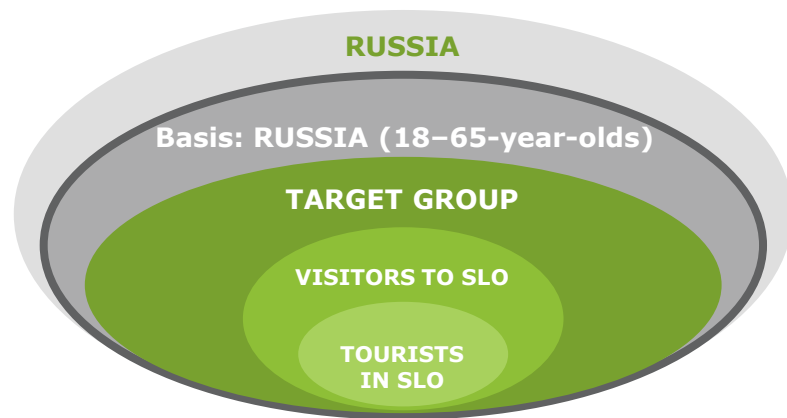 RUSSIA
Basis: RUSSIA (18–65-year-olds)
TARGET GROUP
VISITORS TO SLO
TOURISTS
IN SLO